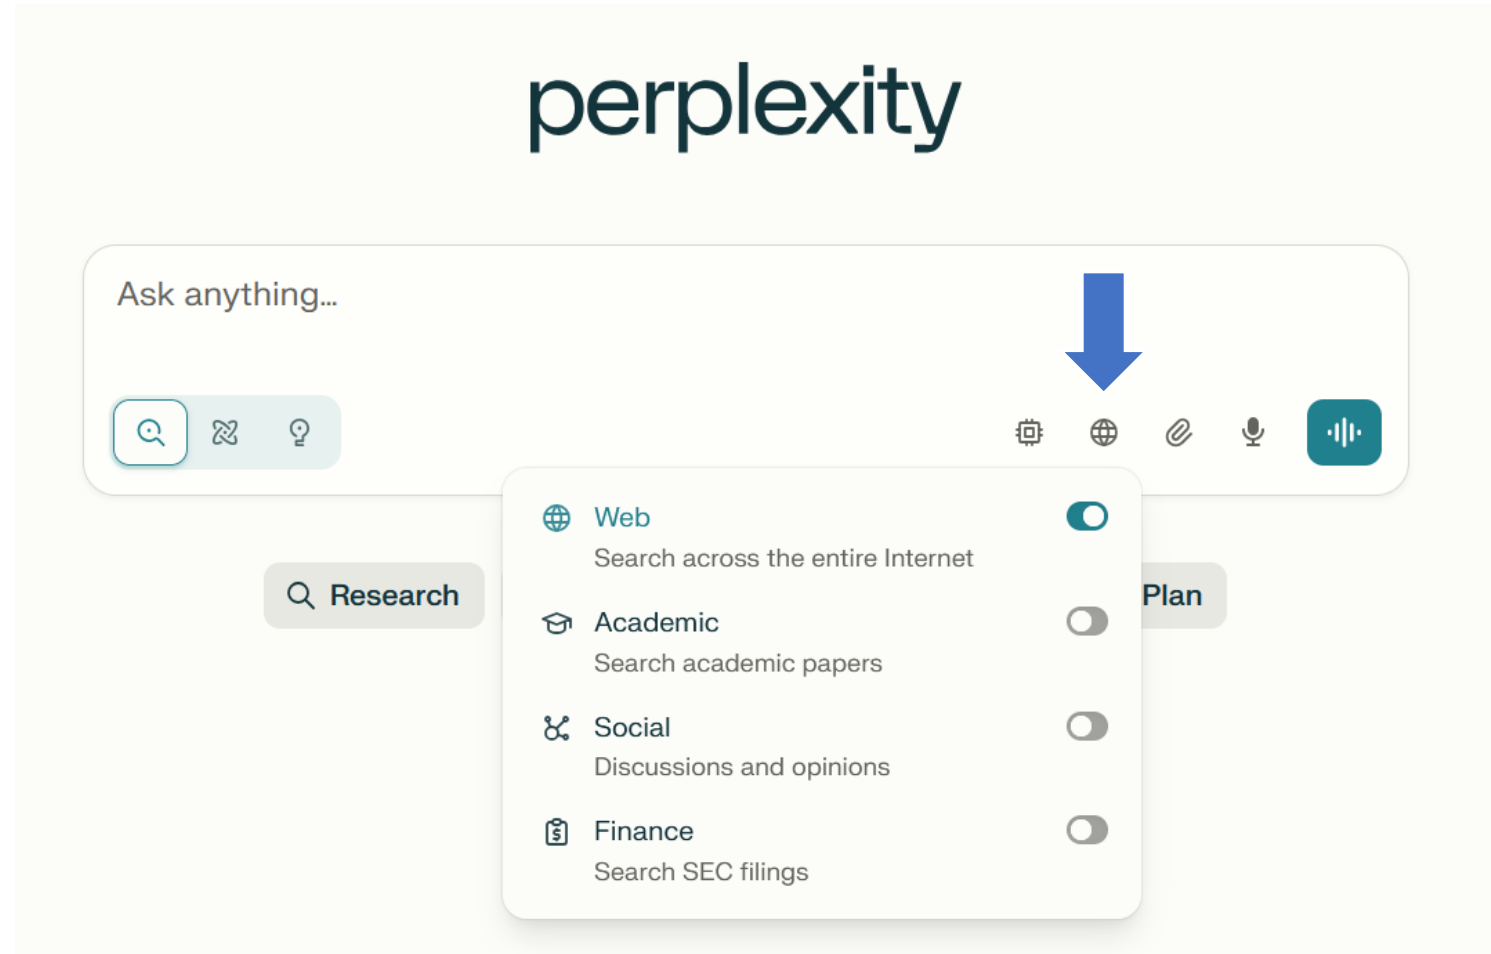 perplexity
Ask anything...
Web
Search across the entire Internet
Research
Plan
Academic
Search academic papers
Social
Discussions and opinions
Finance
Search SEC filings